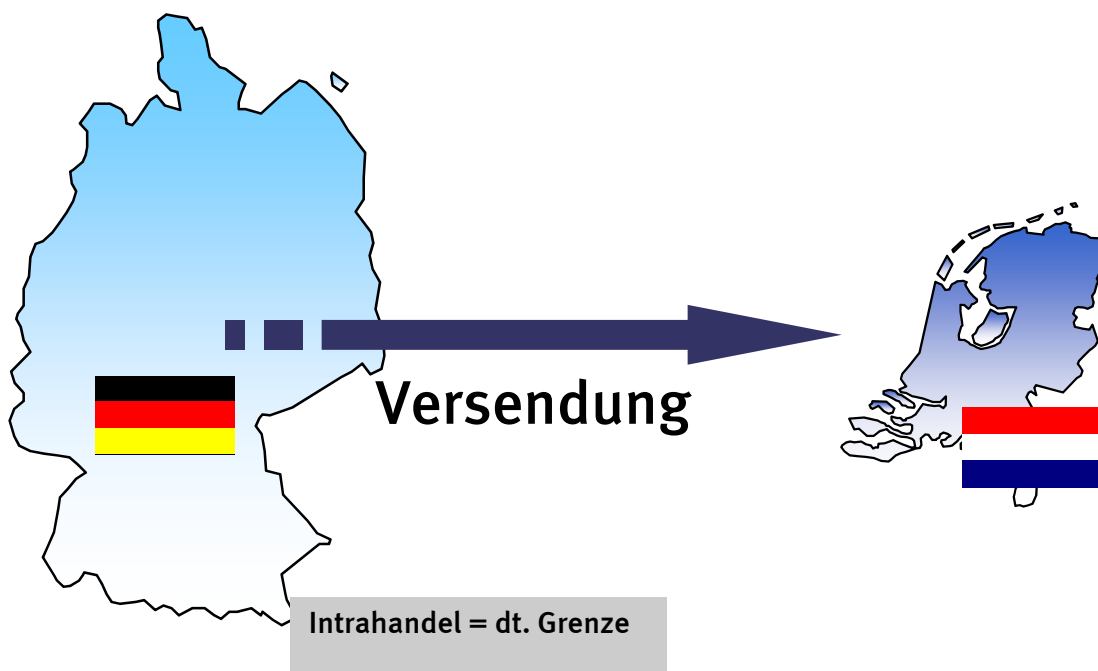 Versendung
Intrahandel = dt. Grenze